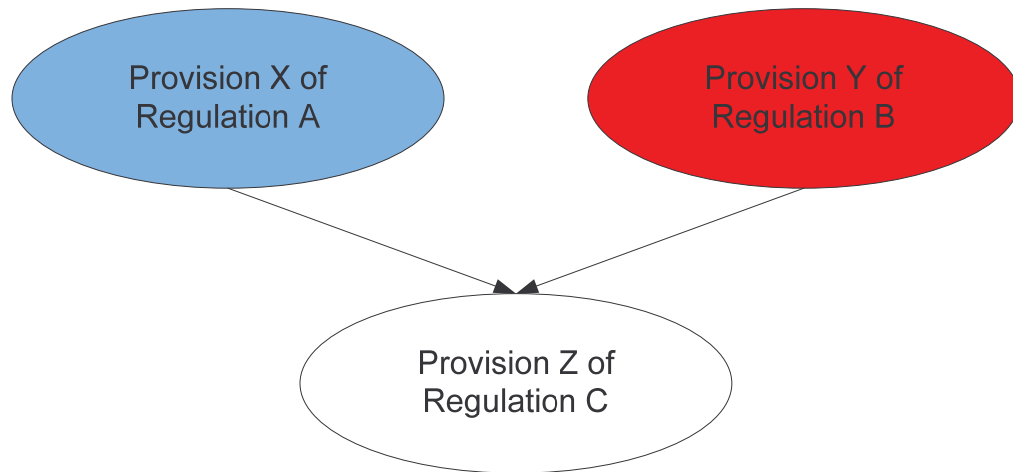 Provision X of
Regulation A
Provision Y of
Regulation B
Provision Z of
Regulation C